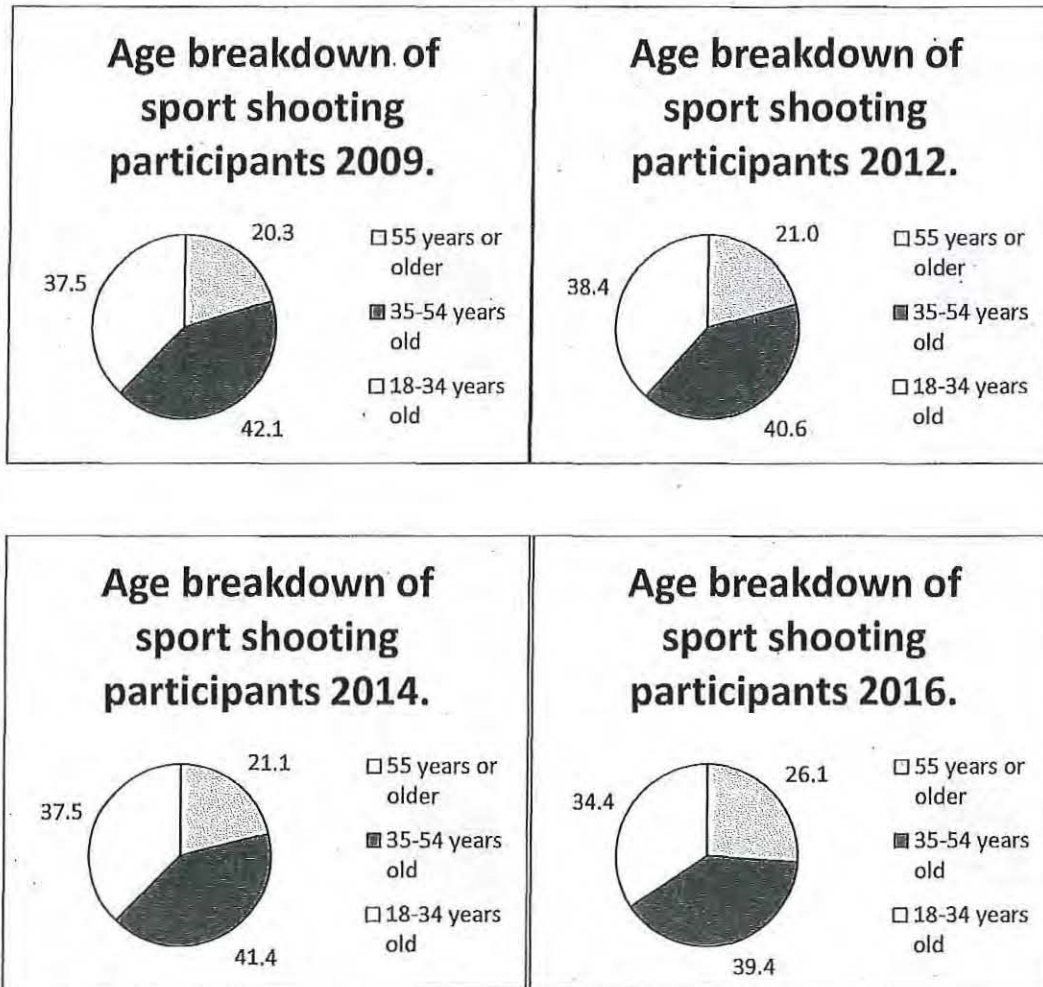 Age breakdown of
sport shooting
participants 2009.
20.3
37.5
42.1
55 years or
older
35-54 years
old
18-34 years
old
Age breakdown of
sport shooting
participants 2012.
21.0
38.4
40.6
55 years or
older
35-54 years
old
18-34 years
old
Age breakdown of
sport shooting
participants 2014.
21.1
37.5
41.4
55 years or
older
35-54 years
old
18-34 years
old
Age breakdown of
sport shooting
participants 2016.
26.1
34.4
39.4
55 years or
older
35-54 years
old
18-34 years
old